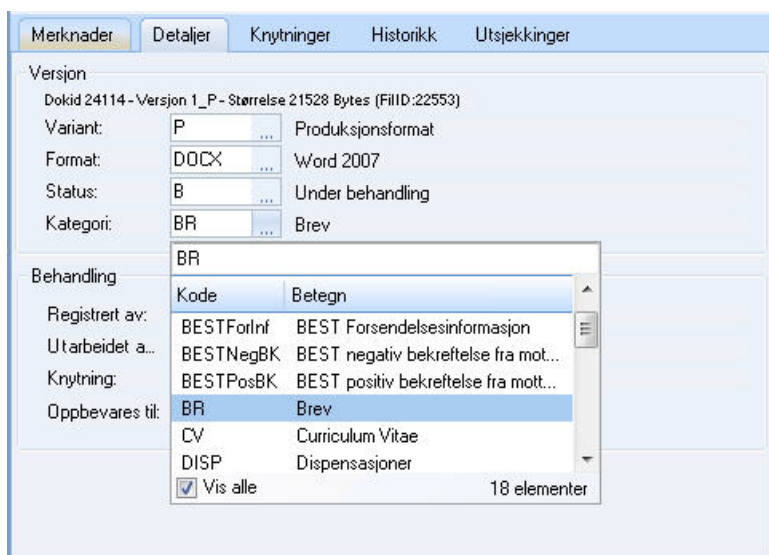 Merknader Detaljer Knytninger Historikk Utsjekkinger
Versjon
Dokid 24114 - Versjon 1_P - Størrelse 21528 Bytes (FilID:22553)
Variant: P ... Produksjonsformat
Format: DOCX ... Word 2007
Status: B ... Under behandling
Kategori: BR ... Brev
BR
Behandling
Kode Betegn
Registrert av: BESTForInf BEST Forsendelsesinformasjon
Utarbeidet a... BESTNegBK BEST negativ bekreftelse fra mot...
Knytning: BESTPosBK BEST positiv bekreftelse fra mott...
Oppbevares til: BR Brev
CV Curriculum Vitae
DISP Dispensasjoner
Vis alle 18 elementer